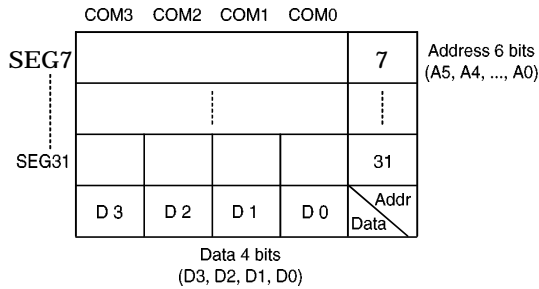 COM3 COM2 COM1 COM0
SEG7 7 Address 6 bits
(A5, A4, ..., A0)
SEG31 31
D 3 D 2 D 1 D 0 Addr
Data
Data 4 bits
(D3, D2, D1, D0)